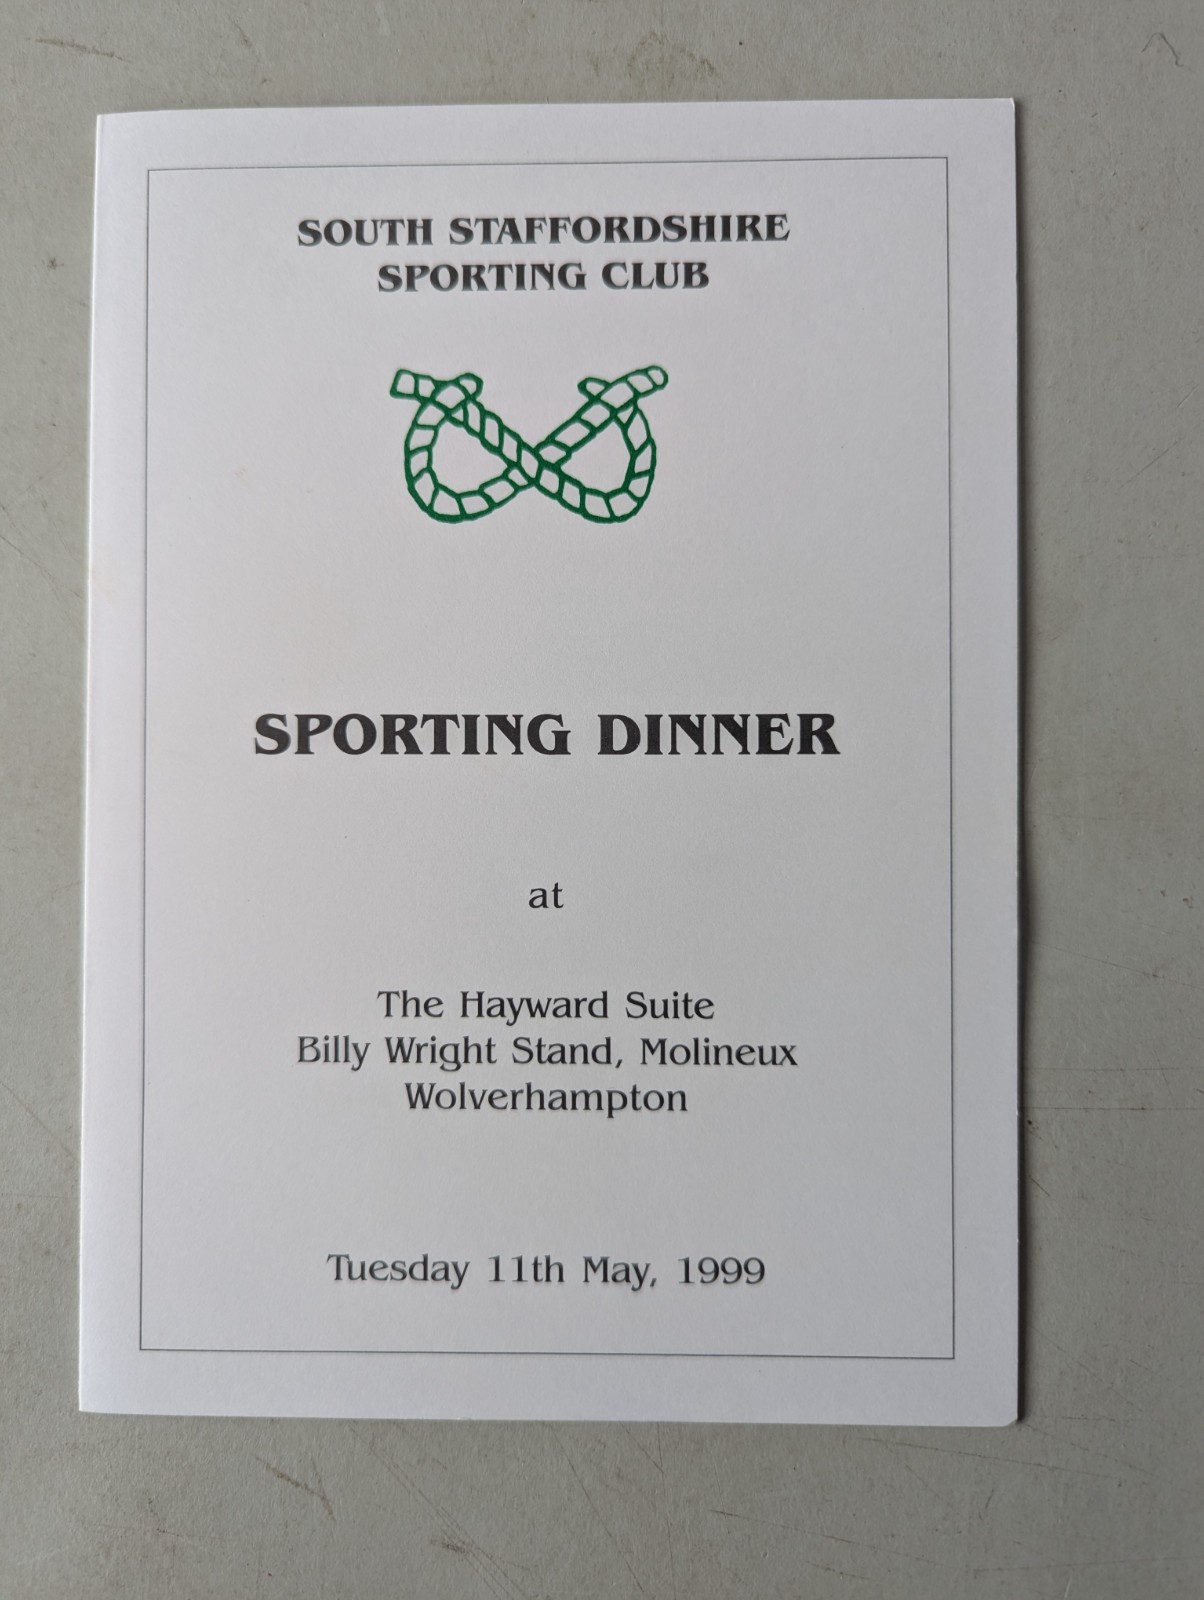 SOUTH STAFFORDSHIRE
SPORTING CLUB
SPORTING DINNER
at
The Hayward Suite
Billy Wright Stand, Molineux
Wolverhampton
Tuesday 11th May, 1999